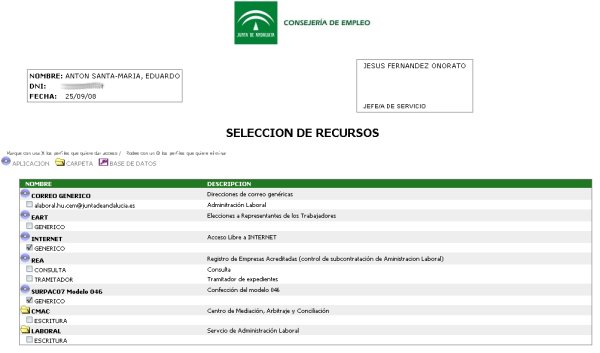 JUNTA DE ANDALUCIA
CONSEJERÍA DE EMPLEO
NOMBRE: ANTON SANTA-MARIA, EDUARDO
DNI:
FECHA: 25/09/08
JESUS FERNANDEZ ONORATO
JEFE/A DE SERVICIO
SELECCION DE RECURSOS
Marque con una X los perfiles que quiere dar acceso / Rodee con un O los perfiles que quiere eliminar
APLICACION CARPETA BASE DE DATOS
NOMBRE DESCRIPCION
CORREO GENERICO Direcciones de correo genéricas
alaboral.hu.cem@juntadeandalucia.es Adminitración Laboral
EART Elecciones a Representantes de los Trabajadores
GENERICO
INTERNET Acceso Libre a INTERNET
GENERICO
REA Registro de Empresas Acreditadas (control de subcontratación de Aministracion Laboral)
CONSULTA Consulta
TRAMITADOR Tramitador de expedientes
SURPAC07 Modelo 046 Confección del modelo 046
GENERICO
CMAC Centro de Mediación, Arbitraje y Conciliación
ESCRITURA
LABORAL Servcio de Administración Laboral
ESCRITURA